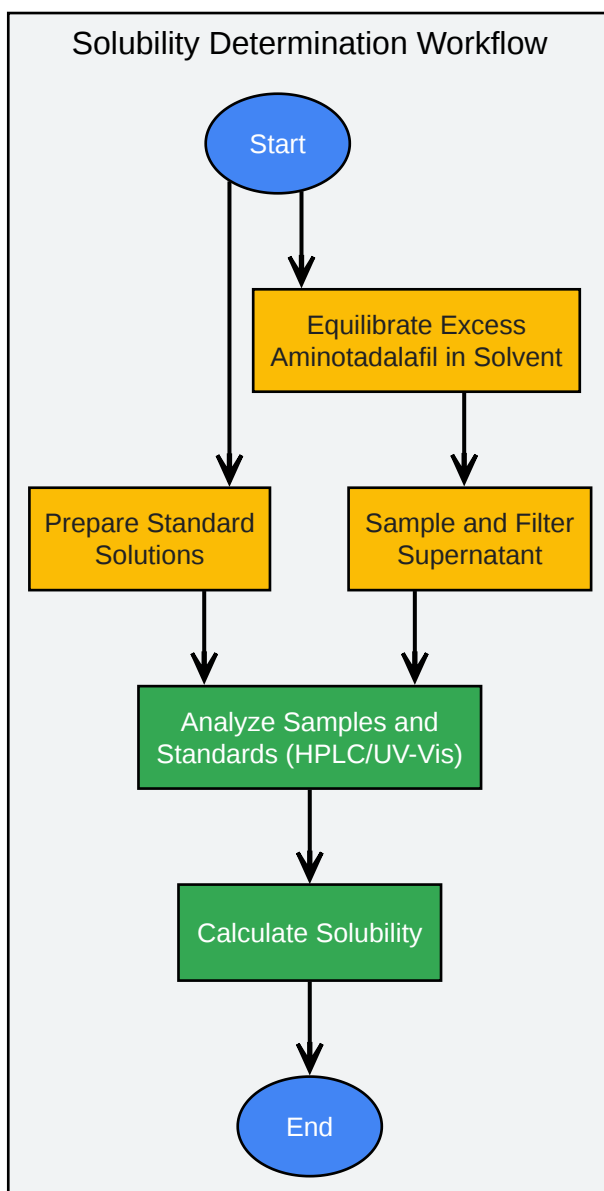 Solubility Determination Workflow
Start
Equilibrate Excess
Aminotadalafil in Solvent
Prepare Standard
Solutions
Sample and Filter
Supernatant
Analyze Samples and
Standards (HPLC/UV-Vis)
Calculate Solubility
End